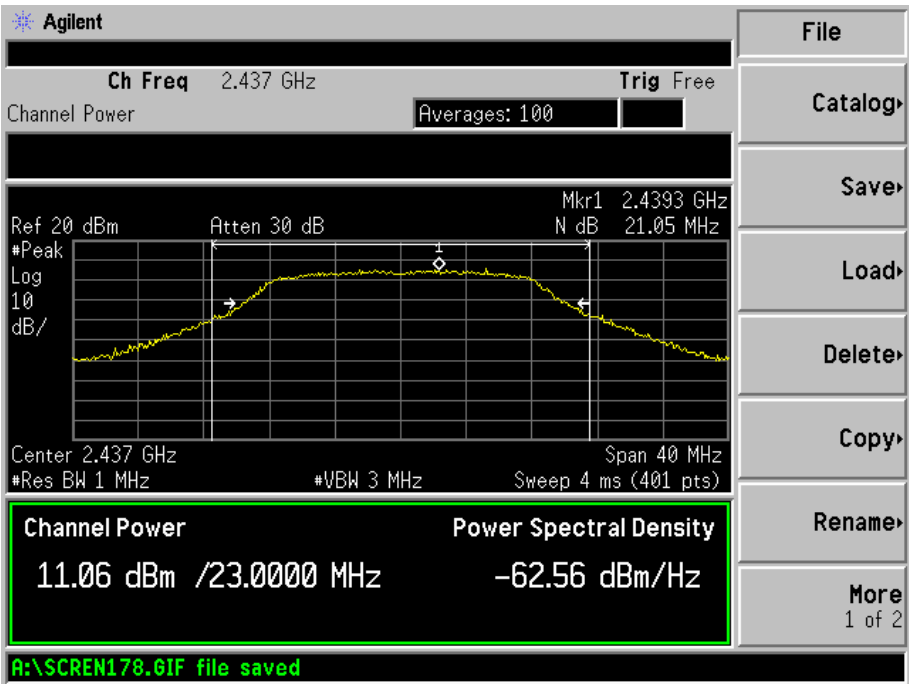 Agilent
Ch Freq 2.437 GHz Trig Free
Channel Power Averages: 100
Mkr1 2.4393 GHz
Ref 20 dBm Atten 30 dB N dB 21.05 MHz
#Peak
Log
10
dB/
1
Center 2.437 GHz Span 40 MHz
#Res BW 1 MHz #VBW 3 MHz Sweep 4 ms (401 pts)
Channel Power Power Spectral Density
11.06 dBm /23.0000 MHz -62.56 dBm/Hz
A:\SCREN178.GIF file saved
File
Catalog
Save
Load
Delete
Copy
Rename
More
1 of 2